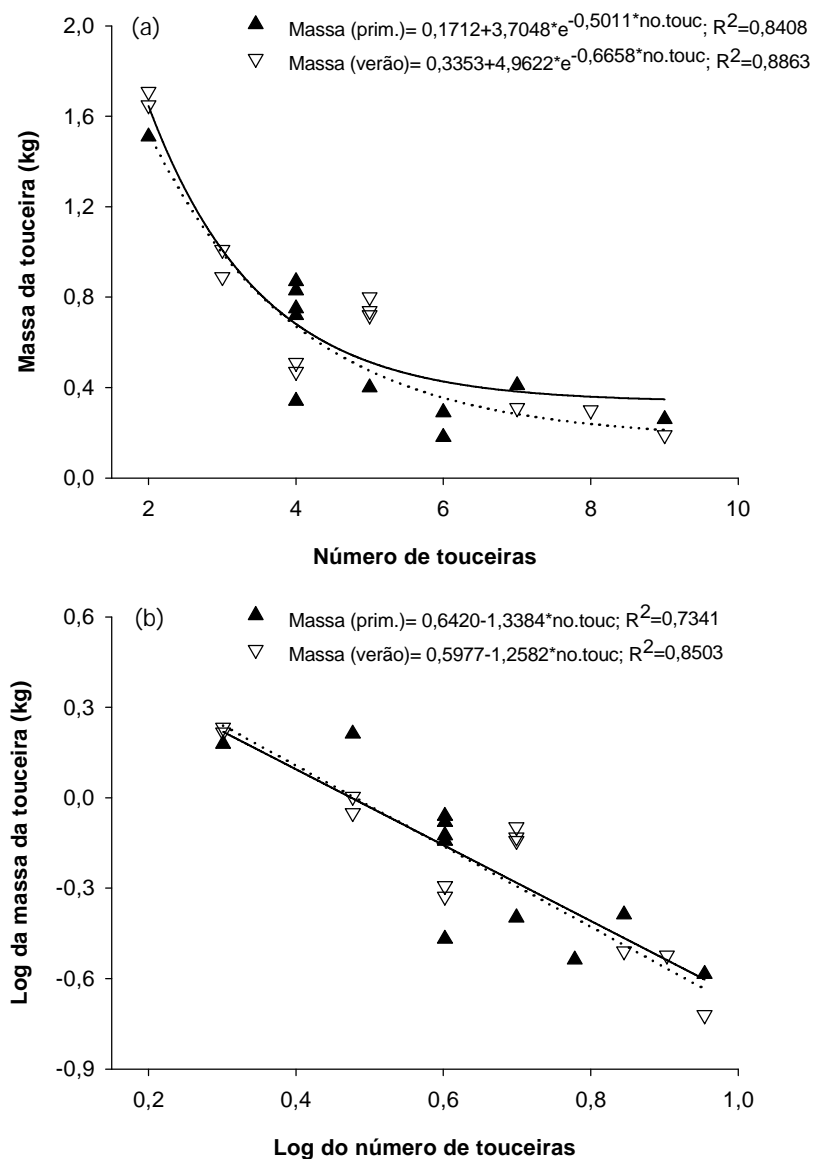 (a)
Massa (prim.)= 0,1712+3,7048*e-0,5011*no.touc; R2=0,8408
Massa (verão)= 0,3353+4,9622*e-0,6658*no.touc; R2=0,8863
2,0
1,6
1,2
0,8
0,4
0,0
Massa da touceira (kg)
2 4 6 8 10
Número de touceiras
(b)
Massa (prim.)= 0,6420-1,3384*no.touc; R2=0,7341
Massa (verão)= 0,5977-1,2582*no.touc; R2=0,8503
0,6
0,3
0,0
-0,3
-0,6
-0,9
Log da massa da touceira (kg)
0,2 0,4 0,6 0,8 1,0
Log do número de touceiras